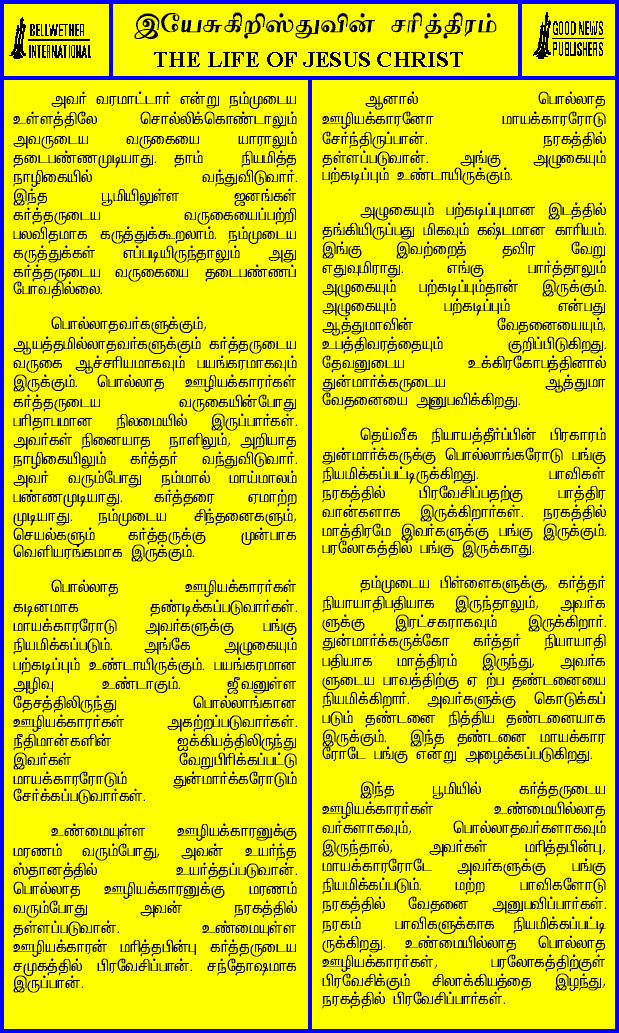 BELLWETHER
INTERNATIONAL
இயேசுகிறிஸ்துவின் சரித்திரம்
THE LIFE OF JESUS CHRIST
GOOD NEWS
PUBLISHERS
அவர் வரமாட்டார் என்று நம்முடைய
உள்ளத்திலே சொல்லிக்கொண்டாலும்
அவருடைய வருகையை யாராலும்
தடைபண்ணமுடியாது. தாம் நியமித்த
நாழிகையில் வந்துவிடுவார்.
இந்த பூமியிலுள்ள ஜனங்கள்
கர்த்தருடைய வருகையைப்பற்றி
பலவிதமாக கருத்துக்கூறலாம். நம்முடைய
கருத்துக்கள் எப்படியிருந்தாலும் அது
கர்த்தருடைய வருகையை தடைபண்ணப்
போவதில்லை.
பொல்லாதவர்களுக்கும்,
ஆயத்தமில்லாதவர்களுக்கும் கர்த்தருடைய
வருகை ஆச்சரியமாகவும் பயங்கரமாகவும்
இருக்கும். பொல்லாத ஊழியக்காரர்கள்
கர்த்தருடைய வருகையின்போது
பரிதாபமான நிலமையில் இருப்பார்கள்.
அவர்கள் நினையாத நாளிலும், அறியாத
நாழிகையிலும் கர்த்தர் வந்துவிடுவார்.
அவர் வரும்போது நம்மால் மாய்மாலம்
பண்ணமுடியாது. கர்த்தரை ஏமாற்ற
முடியாது. நம்முடைய சிந்தனைகளும்,
செயல்களும் கர்த்தருக்கு முன்பாக
வெளியரங்கமாக இருக்கும்.
பொல்லாத ஊழியக்காரர்கள்
கடினமாக தண்டிக்கப்படுவார்கள்.
மாயக்காரரோடு அவர்களுக்கு பங்கு
நியமிக்கப்படும். அங்கே அழுகையும்
பற்கடிப்பும் உண்டாயிருக்கும். பயங்கரமான
அழிவு உண்டாகும். ஜீவனுள்ள
தேசத்திலிருந்து பொல்லாங்கான
ஊழியக்காரர்கள் அகற்றப்படுவார்கள்.
நீதிமான்களின் ஐக்கியத்திலிருந்து
இவர்கள் வேறுபிரிக்கப்பட்டு
மாயக்காரரோடும் துன்மார்க்கரோடும்
சேர்க்கப்படுவார்கள்.
உண்மையுள்ள ஊழியக்காரனுக்கு
மரணம் வரும்போது, அவன் உயர்ந்த
ஸ்தானத்தில் உயர்த்தப்படுவான்.
பொல்லாத ஊழியக்காரனுக்கு மரணம்
வரும்போது அவன் நரகத்தில்
தள்ளப்படுவான். உண்மையுள்ள
ஊழியக்காரன் மரித்தபின்பு கர்த்தருடைய
சமுகத்தில் பிரவேசிப்பான். சந்தோஷமாக
இருப்பான்.
ஆனால் பொல்லாத
ஊழியக்காரனோ மாயக்காரரோடு
சேர்ந்திருப்பான். நரகத்தில்
தள்ளப்படுவான். அங்கு அழுகையும்
பற்கடிப்பும் உண்டாயிருக்கும்.
அழுகையும் பற்கடிப்புமான இடத்தில்
தங்கியிருப்பது மிகவும் கஷ்டமான காரியம்.
இங்கு இவற்றைத் தவிர வேறு
எதுவுமிராது. எங்கு பார்த்தாலும்
அழுகையும் பற்கடிப்பும்தான் இருக்கும்.
அழுகையும் பற்கடிப்பும் என்பது
ஆத்துமாவின் வேதனையையும்,
உபத்திவரத்தையும் குறிப்பிடுகிறது.
தேவனுடைய உக்கிரகோபத்தினால்
துன்மார்க்கருடைய ஆத்துமா
வேதனையை அனுபவிக்கிறது.
தெய்வீக நியாயத்தீர்ப்பின் பிரகாரம்
துன்மார்க்கருக்கு பொல்லாங்கரோடு பங்கு
நியமிக்கப்பட்டிருக்கிறது. பாவிகள்
நரகத்தில் பிரவேசிப்பதற்கு பாத்திர
வான்களாக இருக்கிறார்கள். நரகத்தில்
மாத்திரமே இவர்களுக்கு பங்கு இருக்கும்.
பரலோகத்தில் பங்கு இருக்காது.
தம்முடைய பிள்ளைகளுக்கு, கர்த்தர்
நியாயாதிபதியாக இருந்தாலும், அவர்க
ளுக்கு இரட்சகராகவும் இருக்கிறார்.
துன்மார்க்கருக்கோ கர்த்தர் நியாயாதி
பதியாக மாத்திரம் இருந்து, அவர்க
ளுடைய பாவத்திற்கு ஏ ற்ப தண்டனையை
நியமிக்கிறார். அவர்களுக்கு கொடுக்கப்
படும் தண்டனை நித்திய தண்டனையாக
இருக்கும். இந்த தண்டனை மாயக்கார
ரோடே பங்கு என்று அழைக்கப்படுகிறது.
இந்த பூமியில் கர்த்தருடைய
ஊழியக்காரர்கள் உண்மையில்லாத
வர்களாகவும், பொல்லாதவர்களாகவும்
இருந்தால், அவர்கள் மரித்தபின்பு,
மாயக்காரரோடே அவர்களுக்கு பங்கு
நியமிக்கப்படும். மற்ற பாவிகளோடு
நரகத்தில் வேதனை அனுபவிப்பார்கள்.
நரகம் பாவிகளுக்காக நியமிக்கப்பட்டி
ருக்கிறது. உண்மையில்லாத பொல்லாத
ஊழியக்காரர்கள், பரலோகத்திற்குள்
பிரவேசிக்கும் சிலாக்கியத்தை இழந்து,
நரகத்தில் பிரவேசிப்பார்கள்.